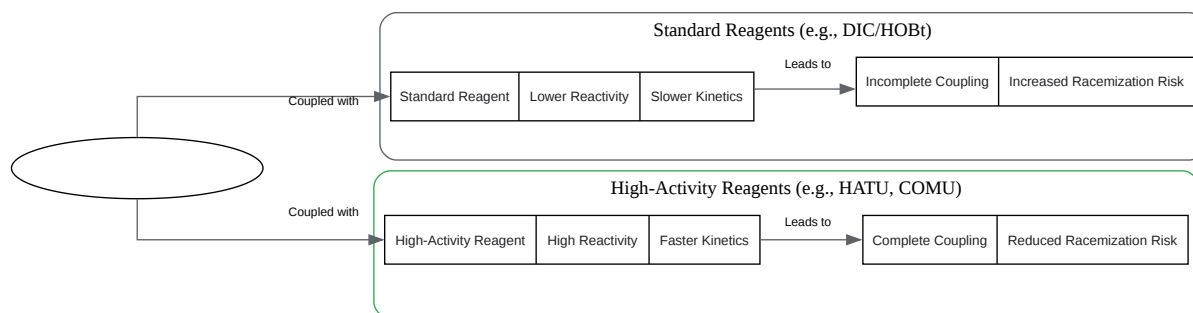 Standard Reagents (e.g., DIC/HOBt)
Coupled with
Standard Reagent
Lower Reactivity
Slower Kinetics
Leads to
Incomplete Coupling
Increased Racemization Risk
High-Activity Reagents (e.g., HATU, COMU)
Coupled with
High-Activity Reagent
High Reactivity
Faster Kinetics
Leads to
Complete Coupling
Reduced Racemization Risk